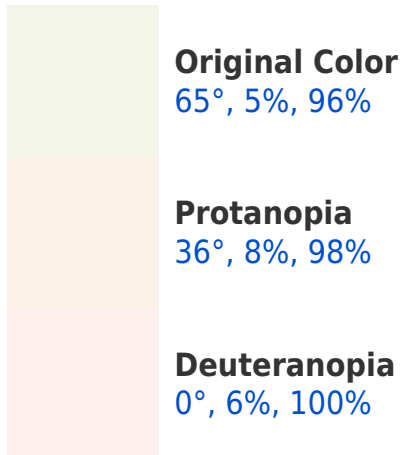 Original Color
65°, 5%, 96%
Protanopia
36°, 8%, 98%
Deuteranopia
0°, 6%, 100%